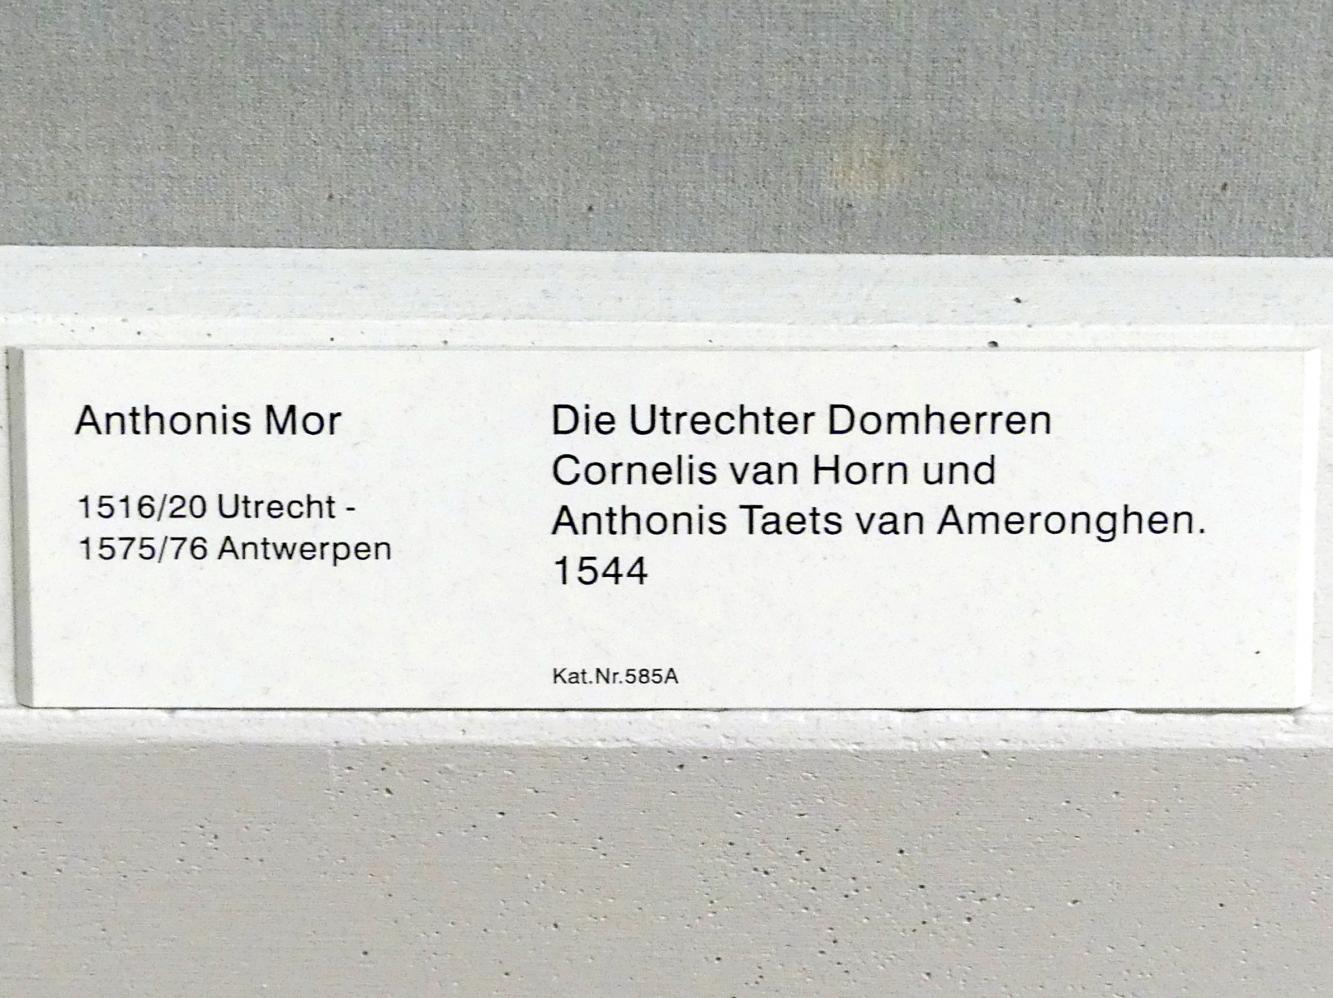 Anthonis Mor
1516/20 Utrecht -
1575/76 Antwerpen
Die Utrechter Domherren
Cornelis van Horn und
Anthonis Taets van Ameronghen.
1544
Kat.Nr.585A